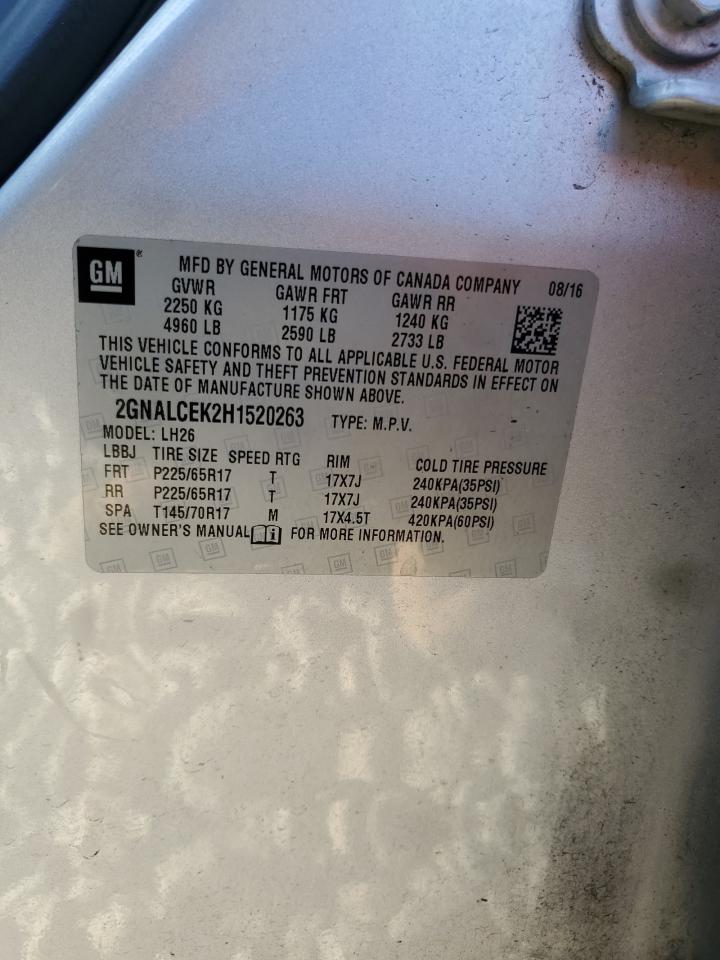 GM ® MFD BY GENERAL MOTORS OF CANADA COMPANY 08/16
GVWR GAWR FRT GAWR RR
2250 KG 1175 KG 1240 KG
4960 LB 2590 LB 2733 LB
THIS VEHICLE CONFORMS TO ALL APPLICABLE U.S. FEDERAL MOTOR
VEHICLE SAFETY AND THEFT PREVENTION STANDARDS IN EFFECT ON
THE DATE OF MANUFACTURE SHOWN ABOVE.
2GNALCEK2H1520263 TYPE: M.P.V.
MODEL: LH26
LBBJ TIRE SIZE SPEED RTG RIM COLD TIRE PRESSURE
FRT P225/65R17 T 17X7J 240KPA(35PSI)
RR P225/65R17 T 17X7J 240KPA(35PSI)
SPA T145/70R17 M 17X4.5T 420KPA(60PSI)
SEE OWNER'S MANUAL FOR MORE INFORMATION.